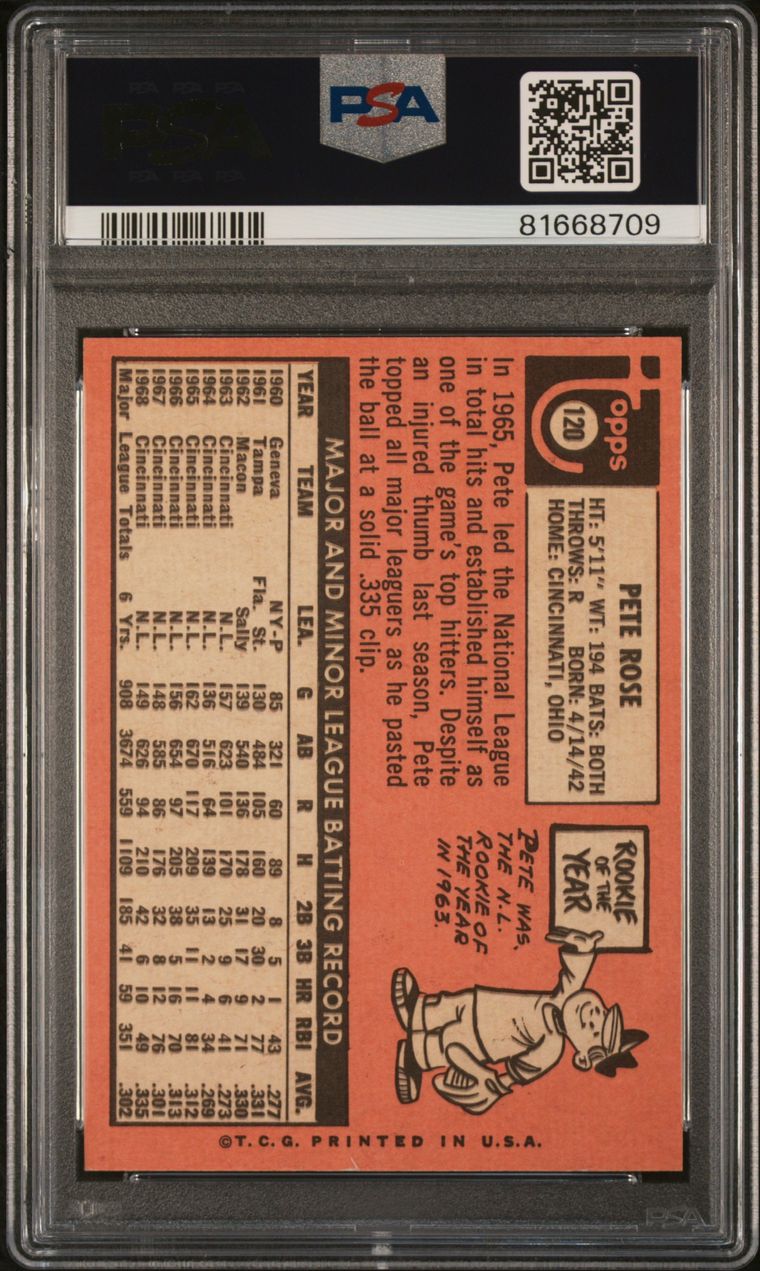 PSA PSA PSA
PSA
PSA PSA PSA
PSA
81668709
Topps
120
PETE ROSE
HT: 5'11" WT: 194 BATS: BOTH
THROWS: R BORN: 4/14/42
HOME: CINCINNATI, OHIO
In 1965, Pete led the National League
in total hits and established himself as
one of the game's top hitters. Despite
an injured thumb last season, Pete
topped all major leaguers as he pasted
the ball at a solid .335 clip.
ROOKIE
OF THE
YEAR
PETE WAS
THE N.L.
ROOKIE OF
THE YEAR
IN 1963.
MAJOR AND MINOR LEAGUE BATTING RECORD
YEAR TEAM LEA. G AB R H 2B 3B HR RBI AVG.
1960 Geneva NY-P 85 321 60 89 8 5 1 43 .277
1961 Tampa Fla. St. 130 484 105 160 20 30 2 77 .331
1962 Macon Sally 139 540 136 178 31 17 9 71 .330
1963 Cincinnati N.L. 157 623 101 170 25 9 6 41 .273
1964 Cincinnati N.L. 136 516 64 139 13 2 4 34 .269
1965 Cincinnati N.L. 162 670 117 209 35 11 11 81 .312
1966 Cincinnati N.L. 156 654 97 205 38 5 16 70 .313
1967 Cincinnati N.L. 148 585 86 176 32 8 12 76 .301
1968 Cincinnati N.L. 149 626 94 210 42 6 10 49 .335
Major League Totals 6 Yrs. 908 3674 559 1109 185 41 59 351 .302
©T.C.G. PRINTED IN U.S.A.
PSA